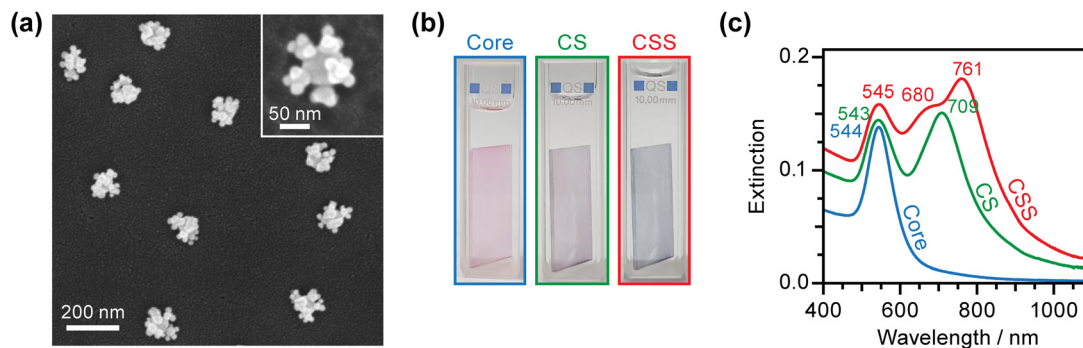 (a)
50 nm
200 nm
(b)
Core
CS
CSS
QS
10,00mm
QS
10,00mm
QS
10,00mm
(c)
Extinction
0.2
0.1
0.0
544
543
545
680
709
761
Core
CS
CSS
400
600
800
1000
Wavelength / nm